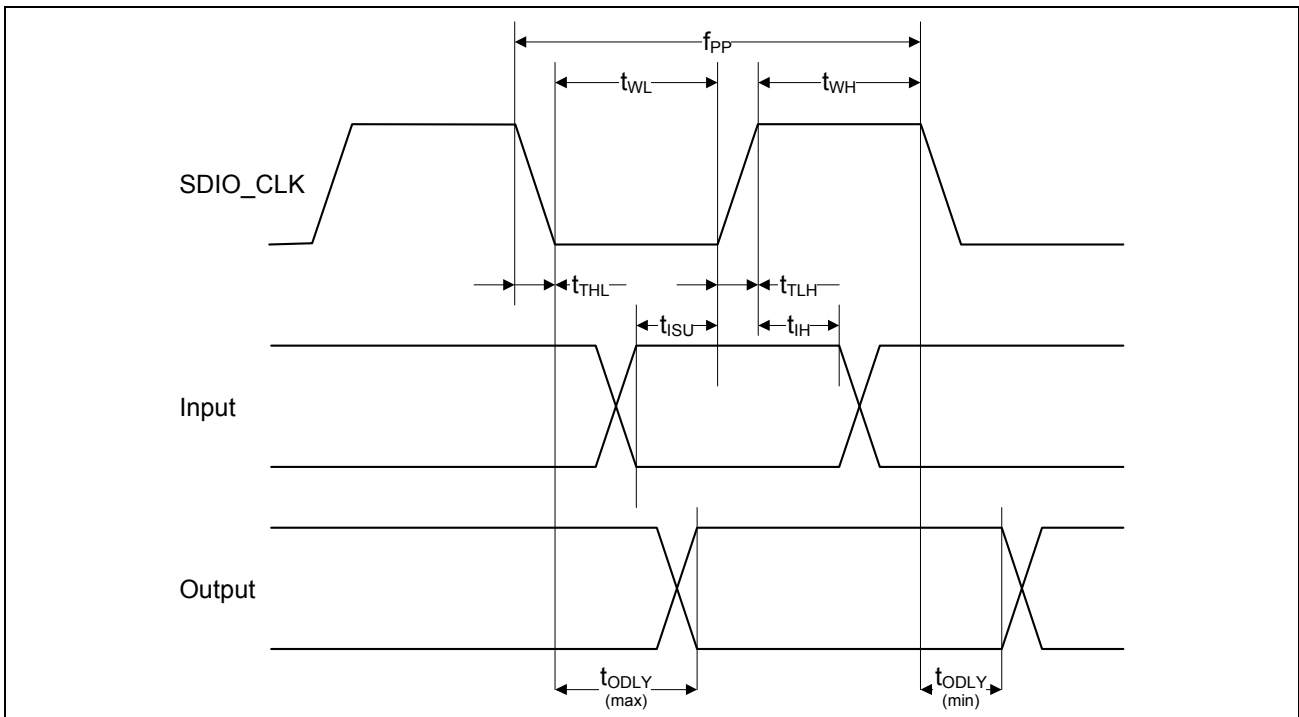 fPP
tWL
tWH
SDIO_CLK
tTHL
tTLH
tISU
tIH
Input
Output
tODLY
(max)
tODLY
(min)